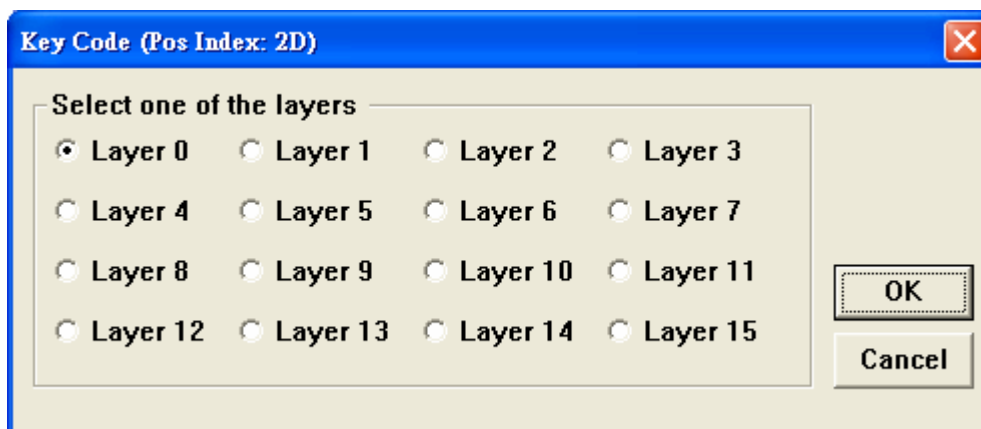 Key Code (Pos Index: 2D)
Select one of the layers
Layer 0 Layer 1 Layer 2 Layer 3
Layer 4 Layer 5 Layer 6 Layer 7
Layer 8 Layer 9 Layer 10 Layer 11
Layer 12 Layer 13 Layer 14 Layer 15
OK
Cancel